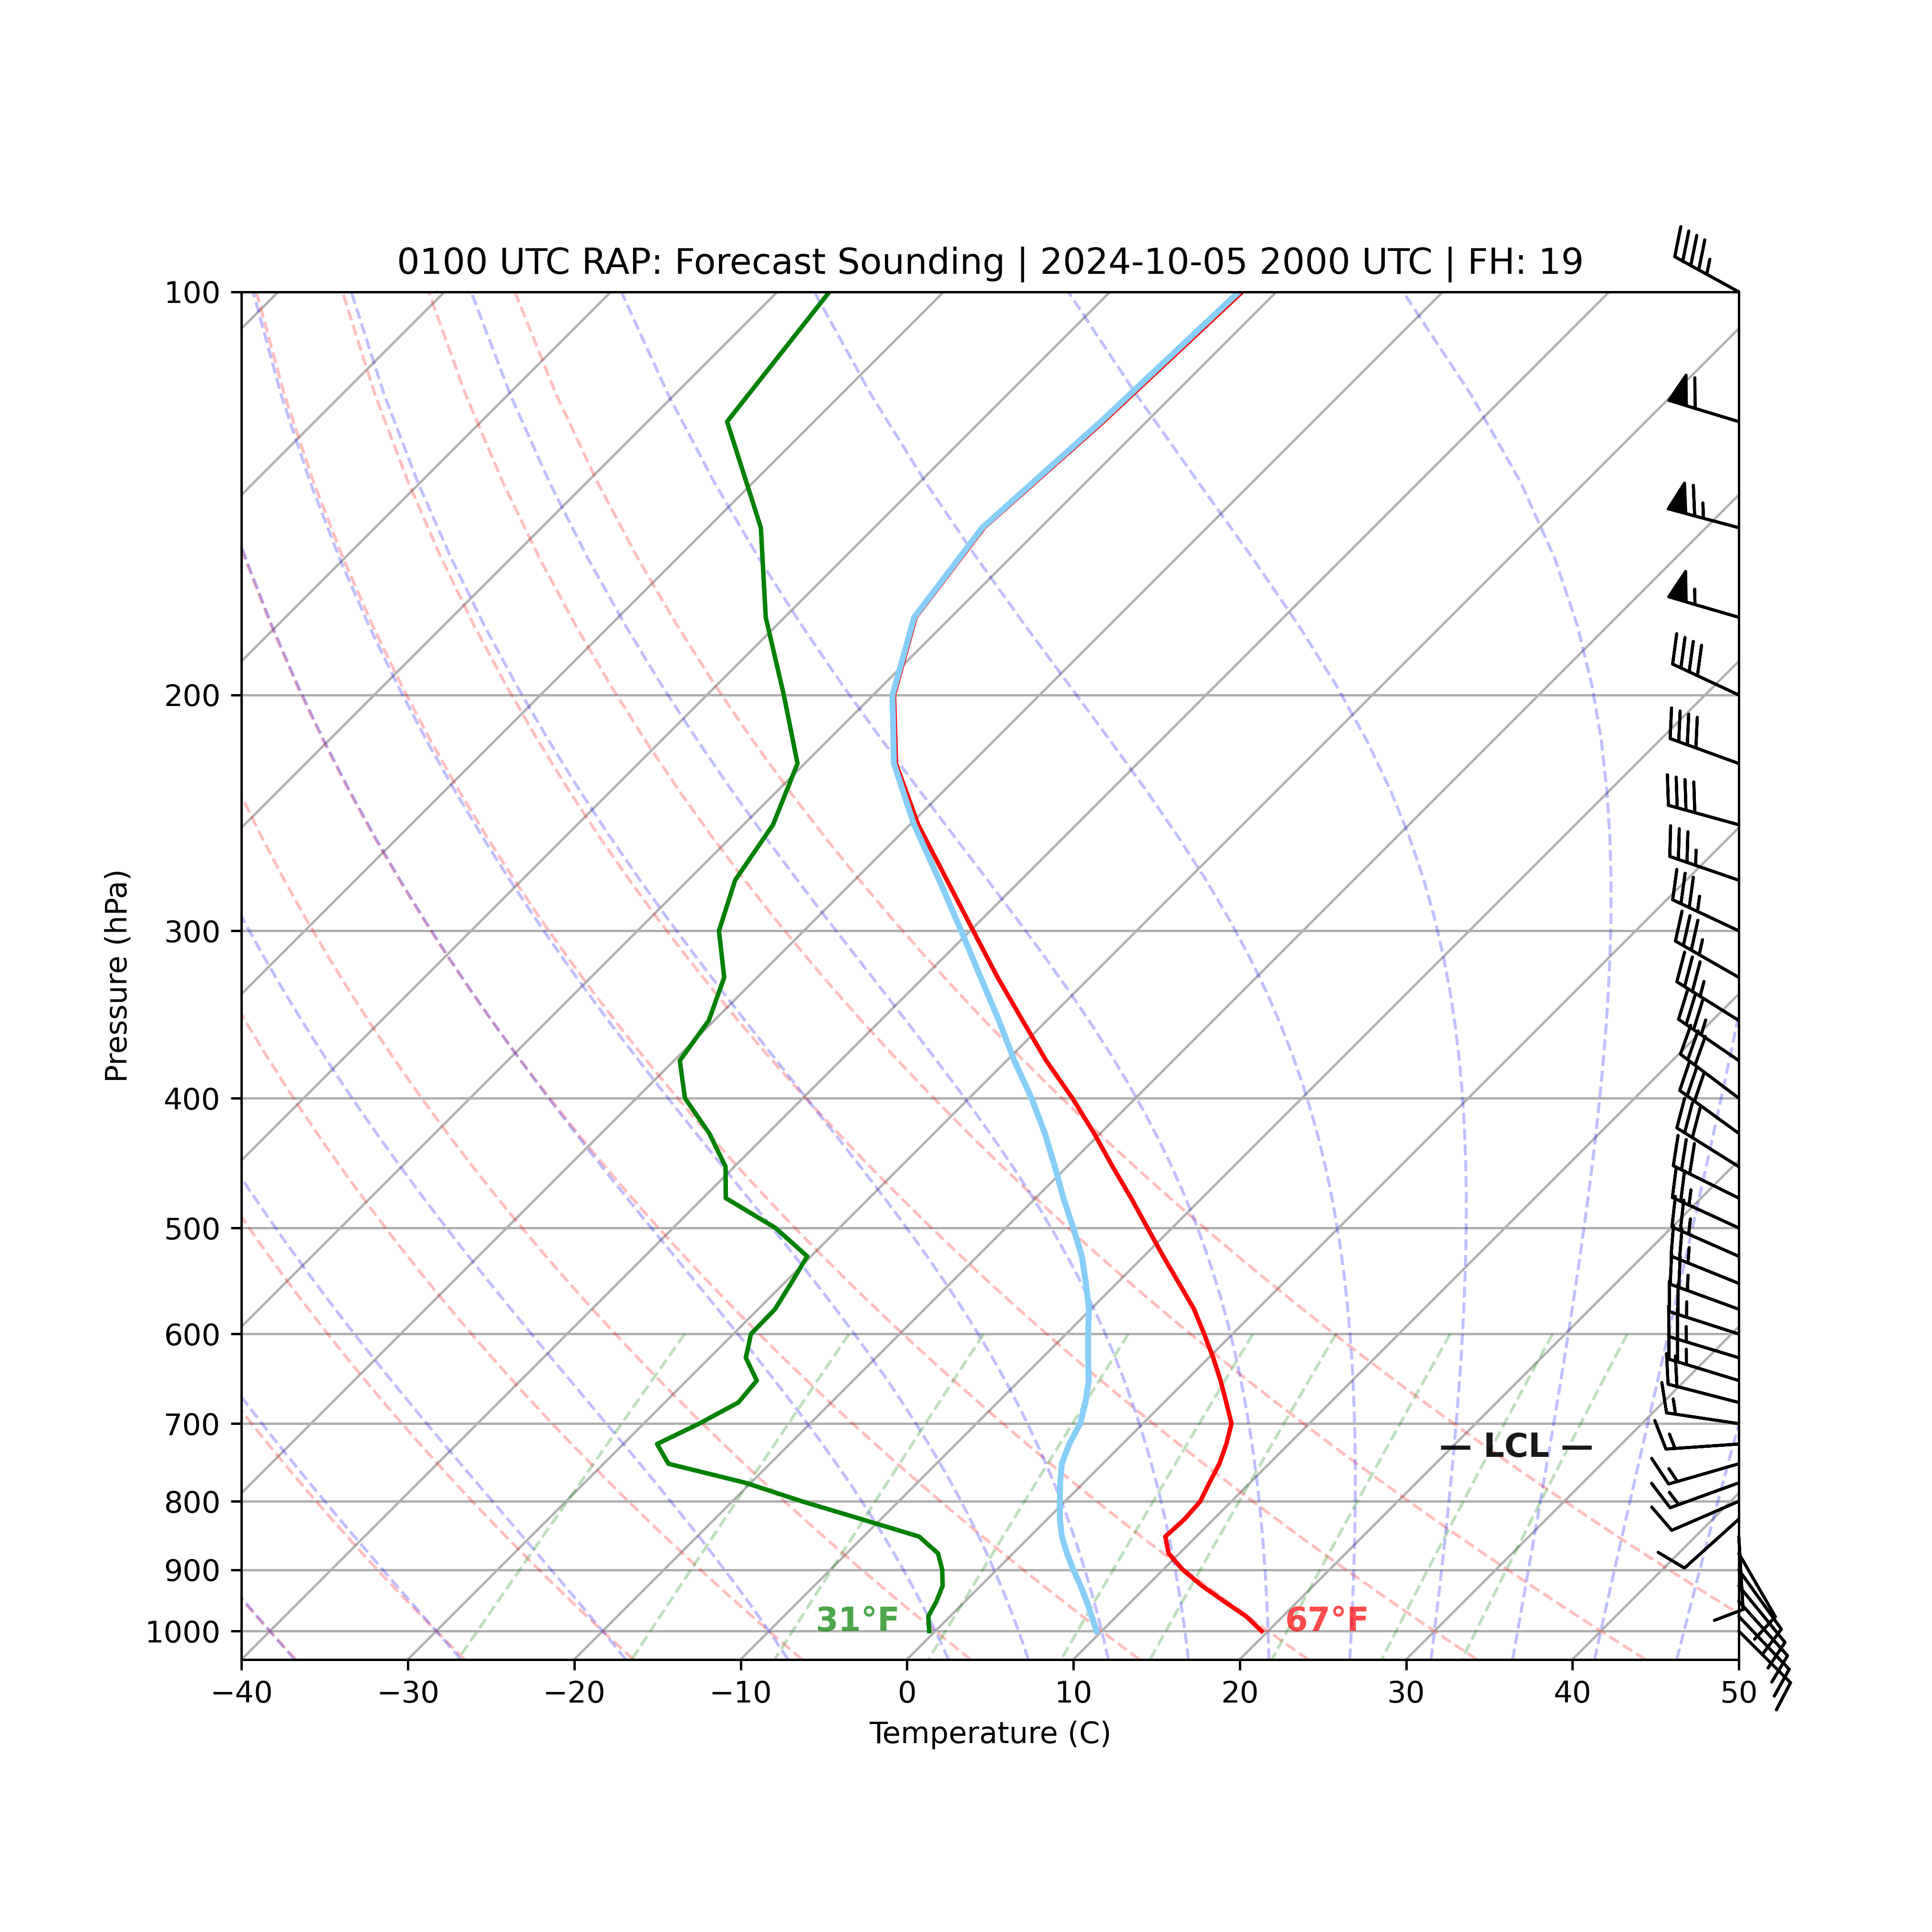 0100 UTC RAP: Forecast Sounding | 2024-10-05 2000 UTC | FH: 19
100
200
300
400
500
600
700
800
900
1000
Pressure (hPa)
— LCL —
31°F
67°F
−40 −30 −20 −10 0 10 20 30 40 50
Temperature (C)